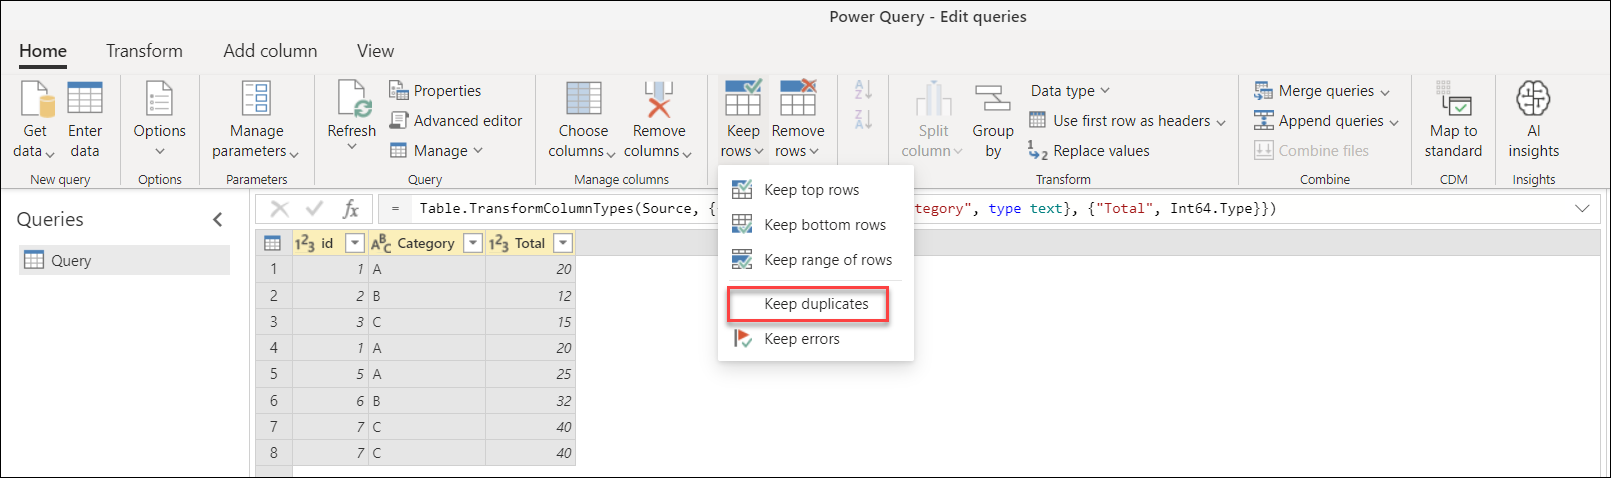 Power Query - Edit queries
Home Transform Add column View
Get data
Enter data
Options
Manage parameters
Refresh
Properties
Advanced editor
Manage
Choose columns
Remove columns
Keep rows
Remove rows
A Z
Z A
Split column
Group by
Data type
Use first row as headers
1 2 Replace values
Merge queries
Append queries
Combine files
Map to standard
AI insights
New query Options Parameters Query Manage columns Transform Combine CDM Insights
Keep top rows
Keep bottom rows
Keep range of rows
Keep duplicates
Keep errors
Queries
Query
fx = Table.TransformColumnTypes(Source, { tegory", type text}, {"Total", Int64.Type}})
123 id ABC Category 123 Total
1 1 A 20
2 2 B 12
3 3 C 15
4 1 A 20
5 5 A 25
6 6 B 32
7 7 C 40
8 7 C 40